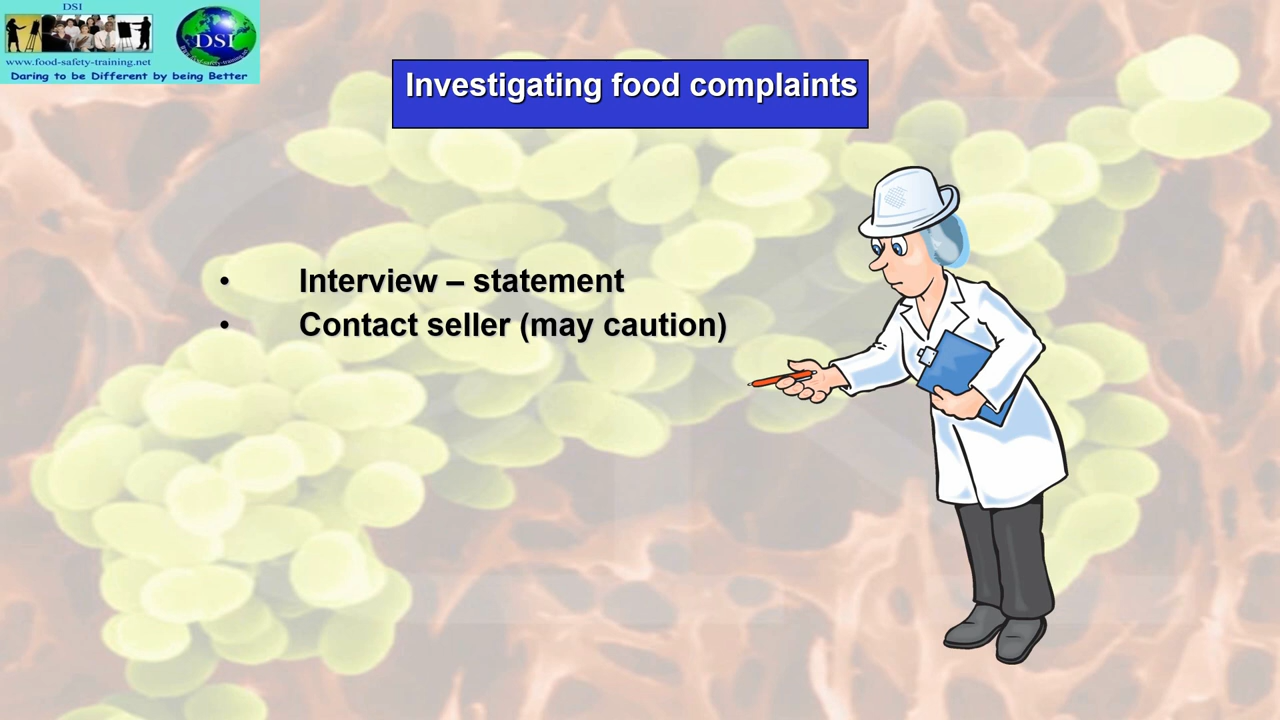 DSI
DSI
www.food-safety-training.net
Daring to be Different by being Better
Investigating food complaints
• Interview – statement
• Contact seller (may caution)